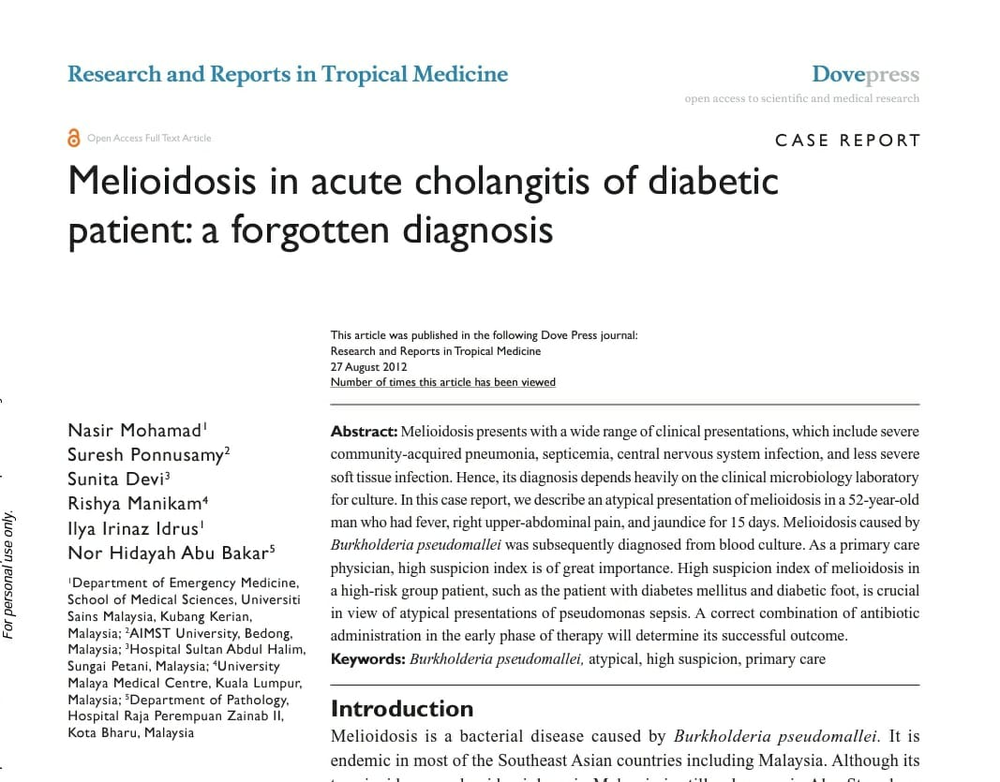 Research and Reports in Tropical Medicine
Dovepress
open access to scientific and medical research
Open Access Full Text Article
CASE REPORT
Melioidosis in acute cholangitis of diabetic
patient: a forgotten diagnosis
This article was published in the following Dove Press journal:
Research and Reports in Tropical Medicine
27 August 2012
Number of times this article has been viewed
Nasir Mohamad¹
Suresh Ponnusamy²
Sunita Devi³
Rishya Manikam⁴
Ilya Irinaz Idrus¹
Nor Hidayah Abu Bakar⁵
¹Department of Emergency Medicine,
School of Medical Sciences, Universiti
Sains Malaysia, Kubang Kerian,
Malaysia; ²AIMST University, Bedong,
Malaysia; ³Hospital Sultan Abdul Halim,
Sungai Petani, Malaysia; ⁴University
Malaya Medical Centre, Kuala Lumpur,
Malaysia; ⁵Department of Pathology,
Hospital Raja Perempuan Zainab II,
Kota Bharu, Malaysia
Abstract: Melioidosis presents with a wide range of clinical presentations, which include severe
community-acquired pneumonia, septicemia, central nervous system infection, and less severe
soft tissue infection. Hence, its diagnosis depends heavily on the clinical microbiology laboratory
for culture. In this case report, we describe an atypical presentation of melioidosis in a 52-year-old
man who had fever, right upper-abdominal pain, and jaundice for 15 days. Melioidosis caused by
Burkholderia pseudomallei was subsequently diagnosed from blood culture. As a primary care
physician, high suspicion index is of great importance. High suspicion index of melioidosis in
a high-risk group patient, such as the patient with diabetes mellitus and diabetic foot, is crucial
in view of atypical presentations of pseudomonas sepsis. A correct combination of antibiotic
administration in the early phase of therapy will determine its successful outcome.
Keywords: Burkholderia pseudomallei, atypical, high suspicion, primary care
Introduction
Melioidosis is a bacterial disease caused by Burkholderia pseudomallei. It is
endemic in most of the Southeast Asian countries including Malaysia. Although its
For personal use only.